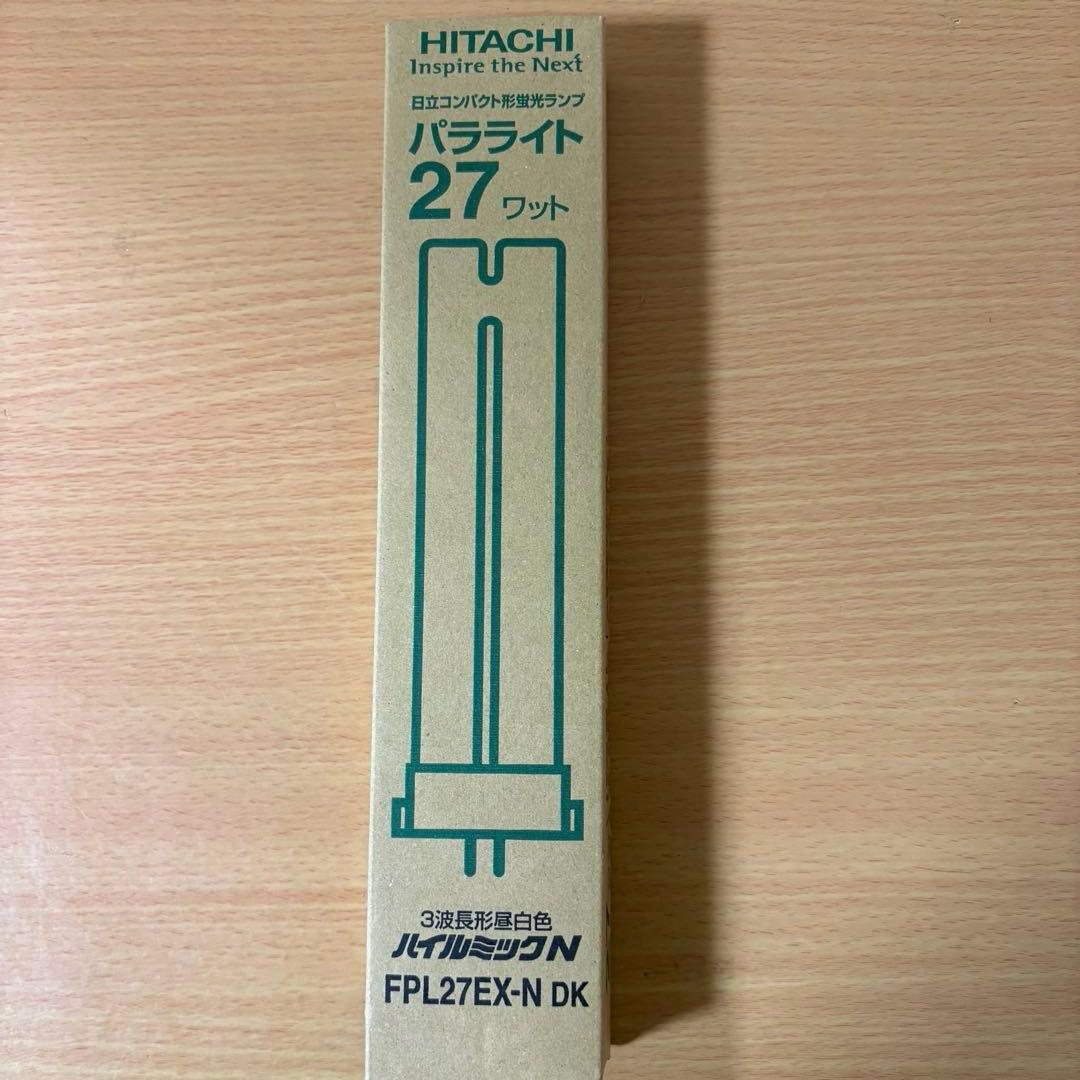 HITACHI
Inspire the Next
日立コンパクト形蛍光ランプ
パラライト
27 ワット
3波長形昼白色
ハイルミックN
FPL27EX-N DK